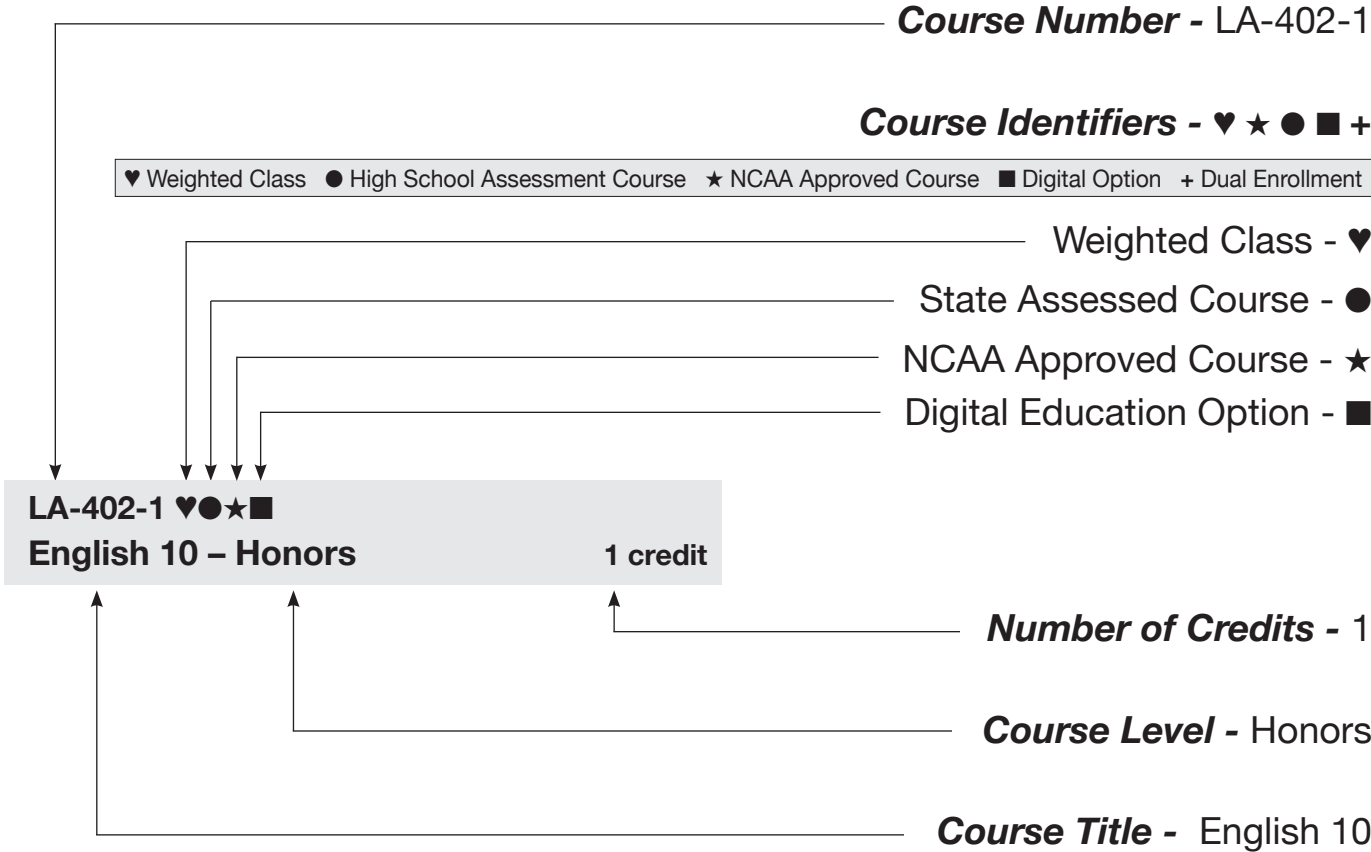 Course Number - LA-402-1
Course Identifiers - ♥ ★ ● ■ +
♥ Weighted Class ● High School Assessment Course ★ NCAA Approved Course ■ Digital Option + Dual Enrollment
Weighted Class - ♥
State Assessed Course - ●
NCAA Approved Course - ★
Digital Education Option - ■
LA-402-1 ♥●★■
English 10 – Honors 1 credit
Number of Credits - 1
Course Level - Honors
Course Title - English 10